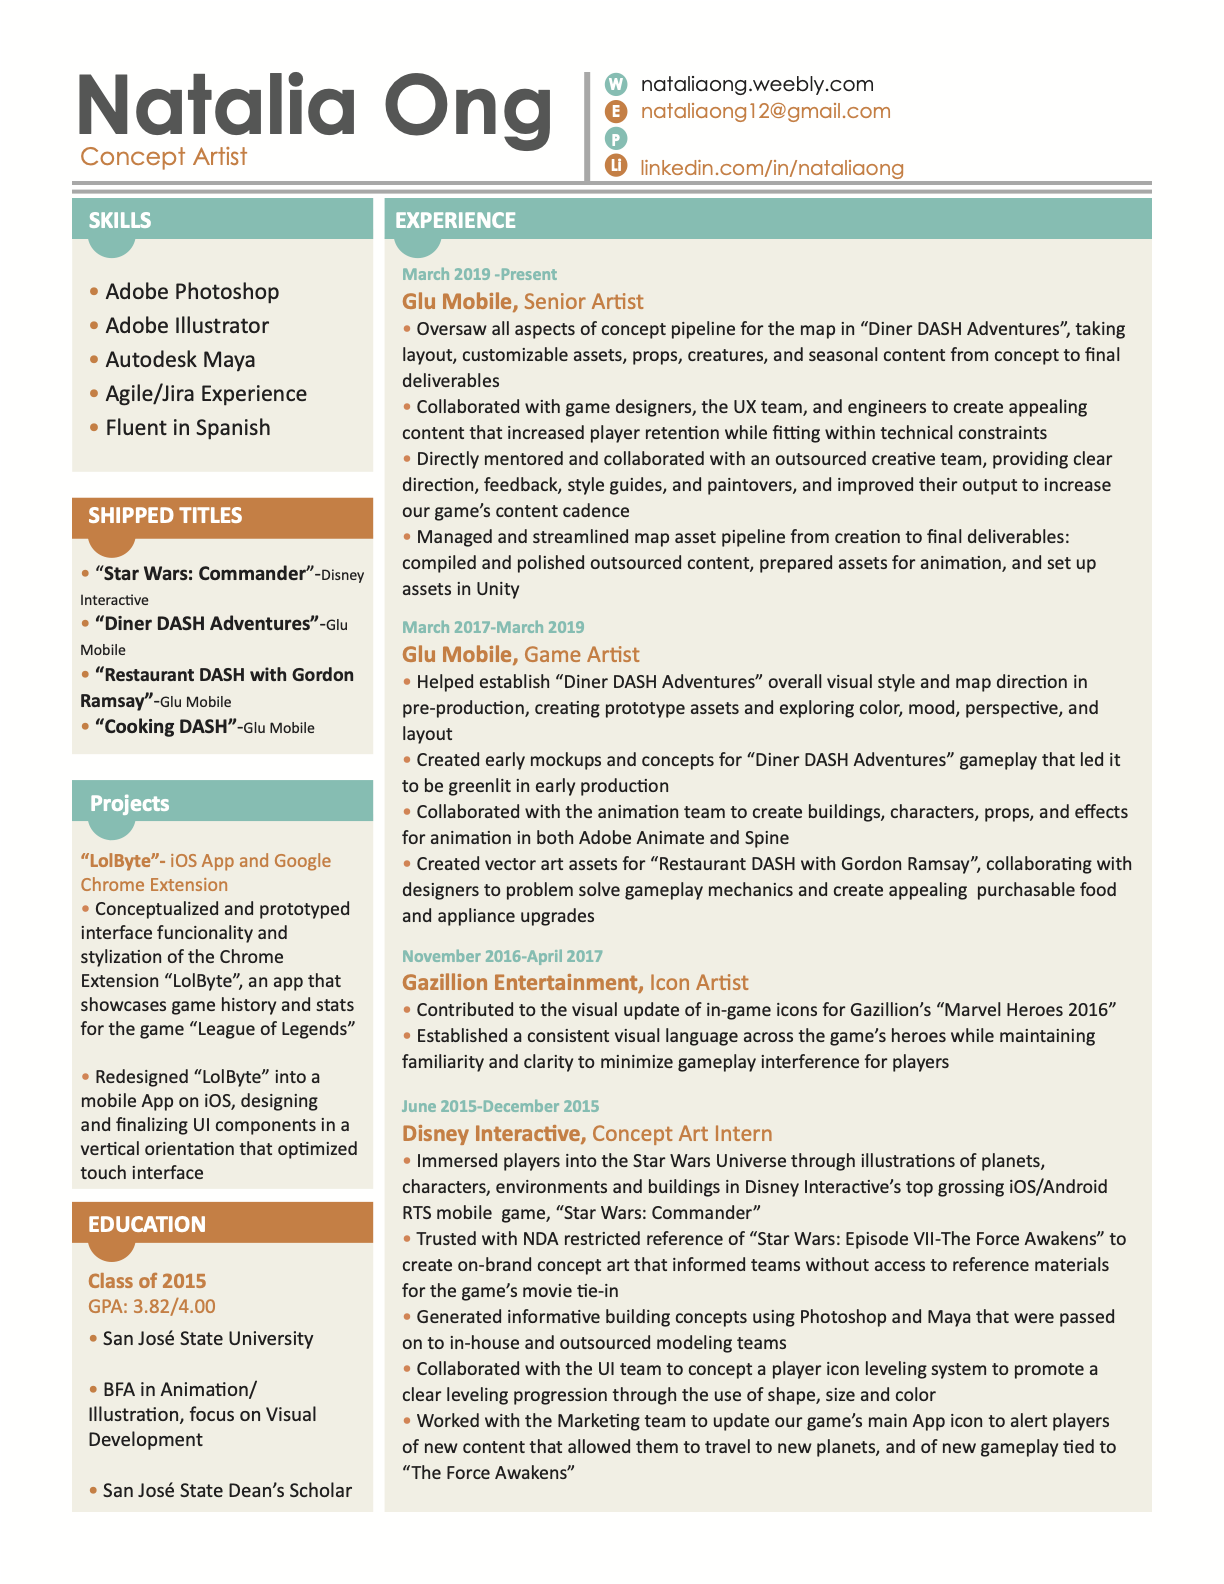 Natalia Ong
Concept Artist
W nataliaong.weebly.com
E nataliaong12@gmail.com
P
Li linkedin.com/in/nataliaong
SKILLS
• Adobe Photoshop
• Adobe Illustrator
• Autodesk Maya
• Agile/Jira Experience
• Fluent in Spanish
SHIPPED TITLES
• “Star Wars: Commander”-Disney
Interactive
• “Diner DASH Adventures”-Glu
Mobile
• “Restaurant DASH with Gordon
Ramsay”-Glu Mobile
• “Cooking DASH”-Glu Mobile
Projects
“LolByte”- iOS App and Google
Chrome Extension
• Conceptualized and prototyped
interface funcionality and
stylization of the Chrome
Extension “LolByte”, an app that
showcases game history and stats
for the game “League of Legends”
• Redesigned “LolByte” into a
mobile App on iOS, designing
and finalizing UI components in a
vertical orientation that optimized
touch interface
EDUCATION
Class of 2015
GPA: 3.82/4.00
• San José State University
• BFA in Animation/
Illustration, focus on Visual
Development
• San José State Dean’s Scholar
EXPERIENCE
March 2019 -Present
Glu Mobile, Senior Artist
• Oversaw all aspects of concept pipeline for the map in “Diner DASH Adventures”, taking
layout, customizable assets, props, creatures, and seasonal content from concept to final
deliverables
• Collaborated with game designers, the UX team, and engineers to create appealing
content that increased player retention while fitting within technical constraints
• Directly mentored and collaborated with an outsourced creative team, providing clear
direction, feedback, style guides, and paintovers, and improved their output to increase
our game’s content cadence
• Managed and streamlined map asset pipeline from creation to final deliverables:
compiled and polished outsourced content, prepared assets for animation, and set up
assets in Unity
March 2017-March 2019
Glu Mobile, Game Artist
• Helped establish “Diner DASH Adventures” overall visual style and map direction in
pre-production, creating prototype assets and exploring color, mood, perspective, and
layout
• Created early mockups and concepts for “Diner DASH Adventures” gameplay that led it
to be greenlit in early production
• Collaborated with the animation team to create buildings, characters, props, and effects
for animation in both Adobe Animate and Spine
• Created vector art assets for “Restaurant DASH with Gordon Ramsay”, collaborating with
designers to problem solve gameplay mechanics and create appealing  purchasable food
and appliance upgrades
November 2016-April 2017
Gazillion Entertainment, Icon Artist
• Contributed to the visual update of in-game icons for Gazillion’s “Marvel Heroes 2016”
• Established a consistent visual language across the game’s heroes while maintaining
familiarity and clarity to minimize gameplay interference for players
June 2015-December 2015
Disney Interactive, Concept Art Intern
• Immersed players into the Star Wars Universe through illustrations of planets,
characters, environments and buildings in Disney Interactive’s top grossing iOS/Android
RTS mobile  game, “Star Wars: Commander”
• Trusted with NDA restricted reference of “Star Wars: Episode VII-The Force Awakens” to
create on-brand concept art that informed teams without access to reference materials
for the game’s movie tie-in
• Generated informative building concepts using Photoshop and Maya that were passed
on to in-house and outsourced modeling teams
• Collaborated with the UI team to concept a player icon leveling system to promote a
clear leveling progression through the use of shape, size and color
• Worked with the Marketing team to update our game’s main App icon to alert players
of new content that allowed them to travel to new planets, and of new gameplay tied to
“The Force Awakens”